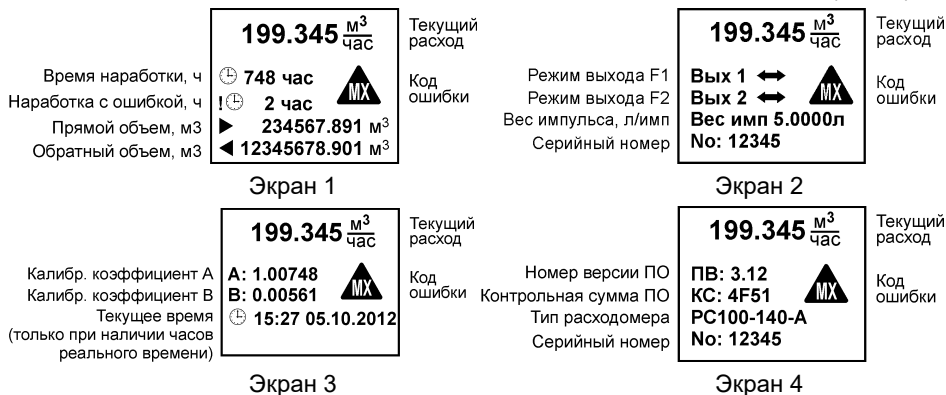 199.345 м³/час
Текущий расход
Время наработки, ч
748 час
MX
Код ошибки
Наработка с ошибкой, ч
! 2 час
Прямой объем, м3
► 234567.891 м³
Обратный объем, м3
◄ 12345678.901 м³
Экран 1
199.345 м³/час
Текущий расход
Режим выхода F1
Вых 1 ⬌
MX
Код ошибки
Режим выхода F2
Вых 2 ⬌
Вес импульса, л/имп
Вес имп 5.0000л
Серийный номер
No: 12345
Экран 2
199.345 м³/час
Текущий расход
Калибр. коэффициент А
A: 1.00748
MX
Код ошибки
Калибр. коэффициент В
B: 0.00561
Текущее время
(только при наличии часов
реального времени)
15:27 05.10.2012
Экран 3
199.345 м³/час
Текущий расход
Номер версии ПО
ПВ: 3.12
MX
Код ошибки
Контрольная сумма ПО
КС: 4F51
Тип расходомера
РС100-140-А
Серийный номер
No: 12345
Экран 4